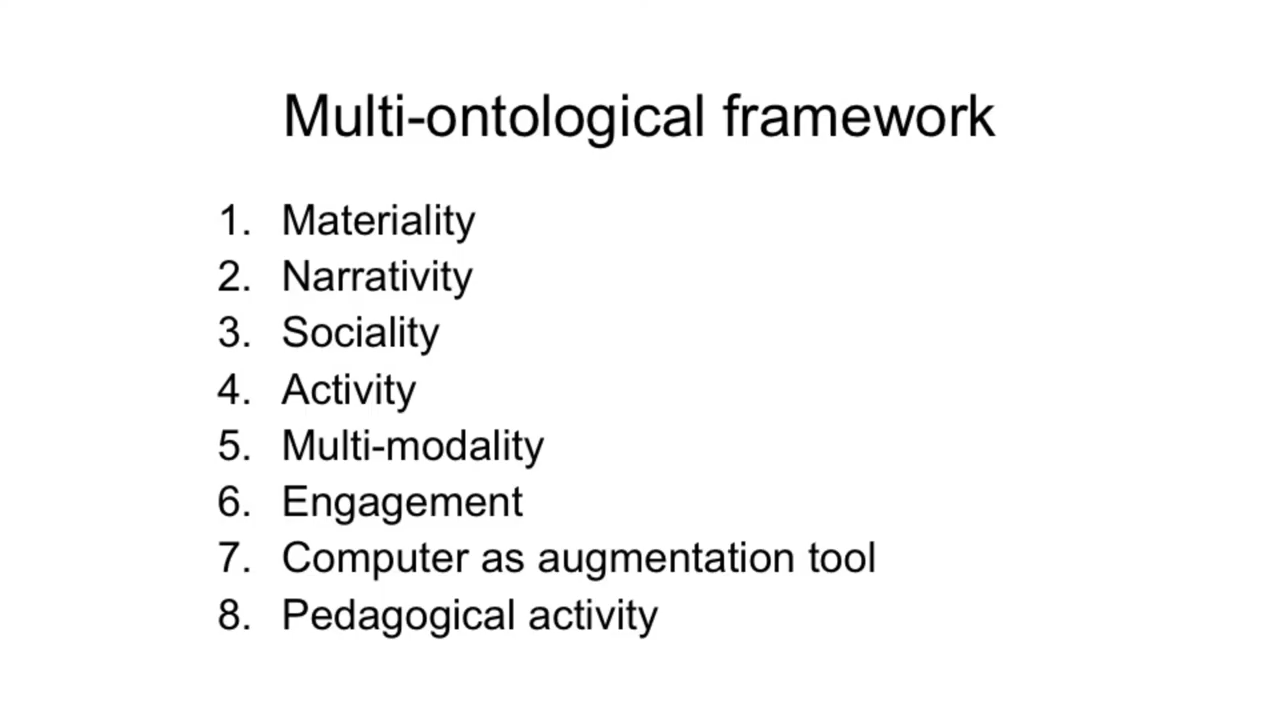 Multi-ontological framework
1. Materiality
2. Narrativity
3. Sociality
4. Activity
5. Multi-modality
6. Engagement
7. Computer as augmentation tool
8. Pedagogical activity